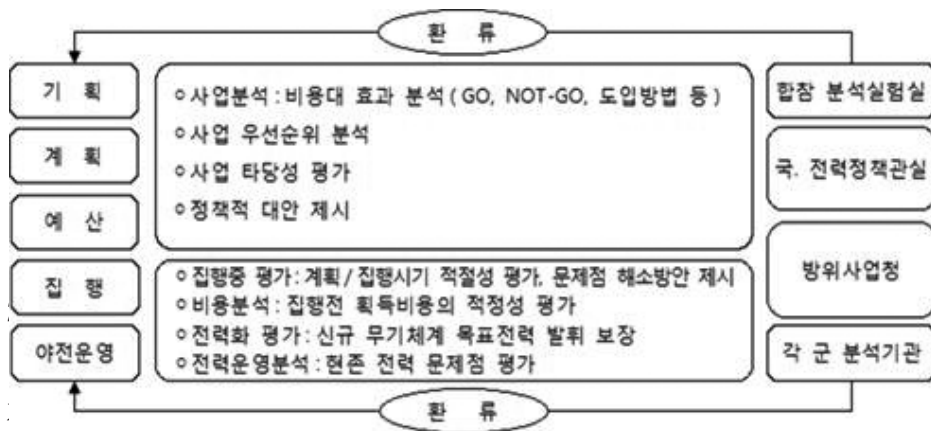 환 류
기 획
계 획
예 산
집 행
야전운영
○사업분석:비용대 효과 분석(GO, NOT-GO, 도입방법 등)
○사업 우선순위 분석
○사업 타당성 평가
○정책적 대안 제시
○집행중 평가:계획/집행시기 적절성 평가, 문제점 해소방안 제시
○비용분석:집행전 획득비용의 적정성 평가
○전력화 평가:신규 무기체계 목표전력 발휘 보장
○전력운영분석:현존 전력 문제점 평가
합참 분석실험실
국. 전력정책관실
방위사업청
각 군 분석기관
환 류